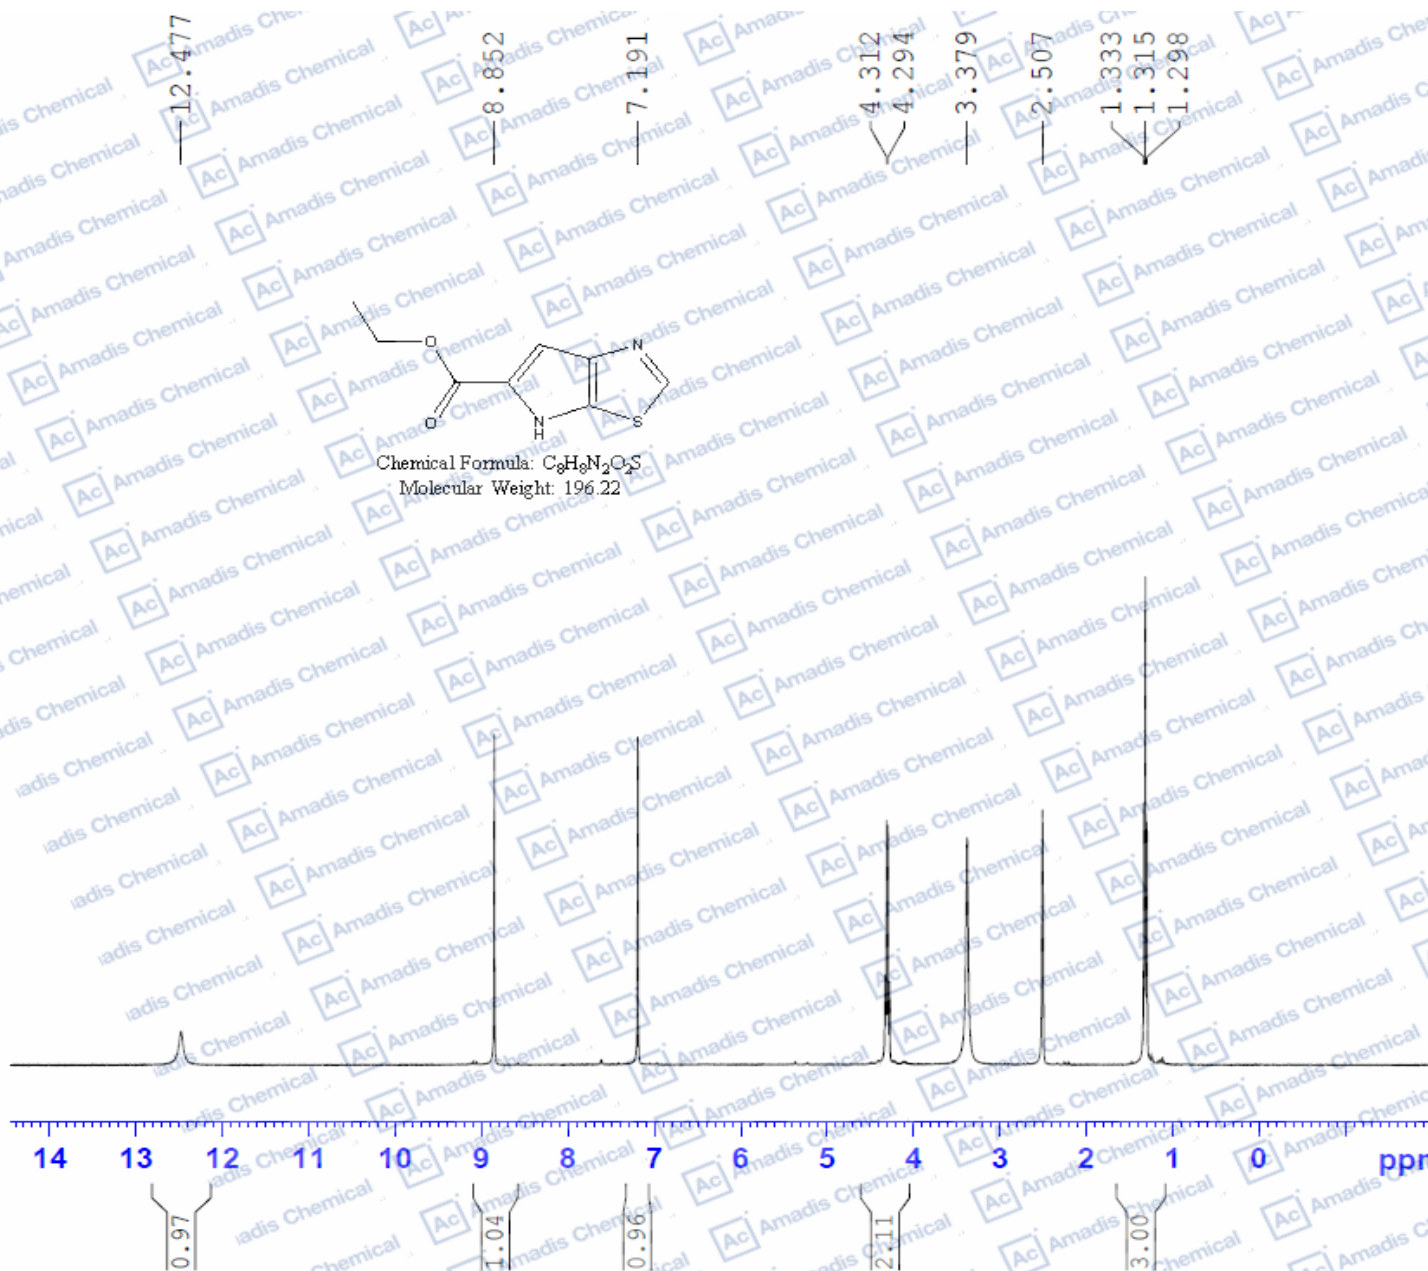 12.477
8.852
7.191
4.312
4.294
3.379
2.507
1.333
1.315
1.298
O
O
N
H
N
S
Chemical Formula: C8H8N2O2S
Molecular Weight: 196.22
14 13 12 11 10 9 8 7 6 5 4 3 2 1 0 ppm
0.97
1.04
0.96
2.11
3.00
Ac Amadis Chemical